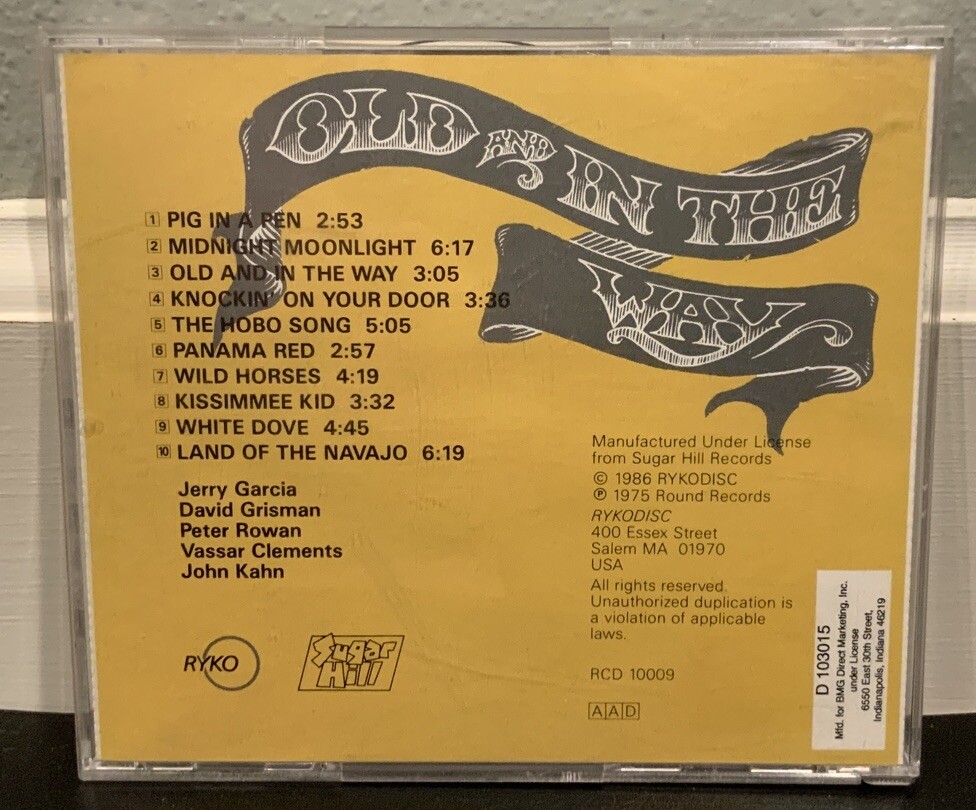 OLD AND IN THE
WAY
1 PIG IN A PEN 2:53
2 MIDNIGHT MOONLIGHT 6:17
3 OLD AND IN THE WAY 3:05
4 KNOCKIN' ON YOUR DOOR 3:36
5 THE HOBO SONG 5:05
6 PANAMA RED 2:57
7 WILD HORSES 4:19
8 KISSIMMEE KID 3:32
9 WHITE DOVE 4:45
10 LAND OF THE NAVAJO 6:19
Jerry Garcia
David Grisman
Peter Rowan
Vassar Clements
John Kahn
RYKO
Sugar
Hill
Manufactured Under License
from Sugar Hill Records
© 1986 RYKODISC
℗ 1975 Round Records
RYKODISC
400 Essex Street
Salem MA 01970
USA
All rights reserved.
Unauthorized duplication is
a violation of applicable
laws.
RCD 10009
AAD
D 103015
Mfd. for BMG Direct Marketing, Inc.
under License
6550 East 30th Street,
Indianapolis, Indiana 46219